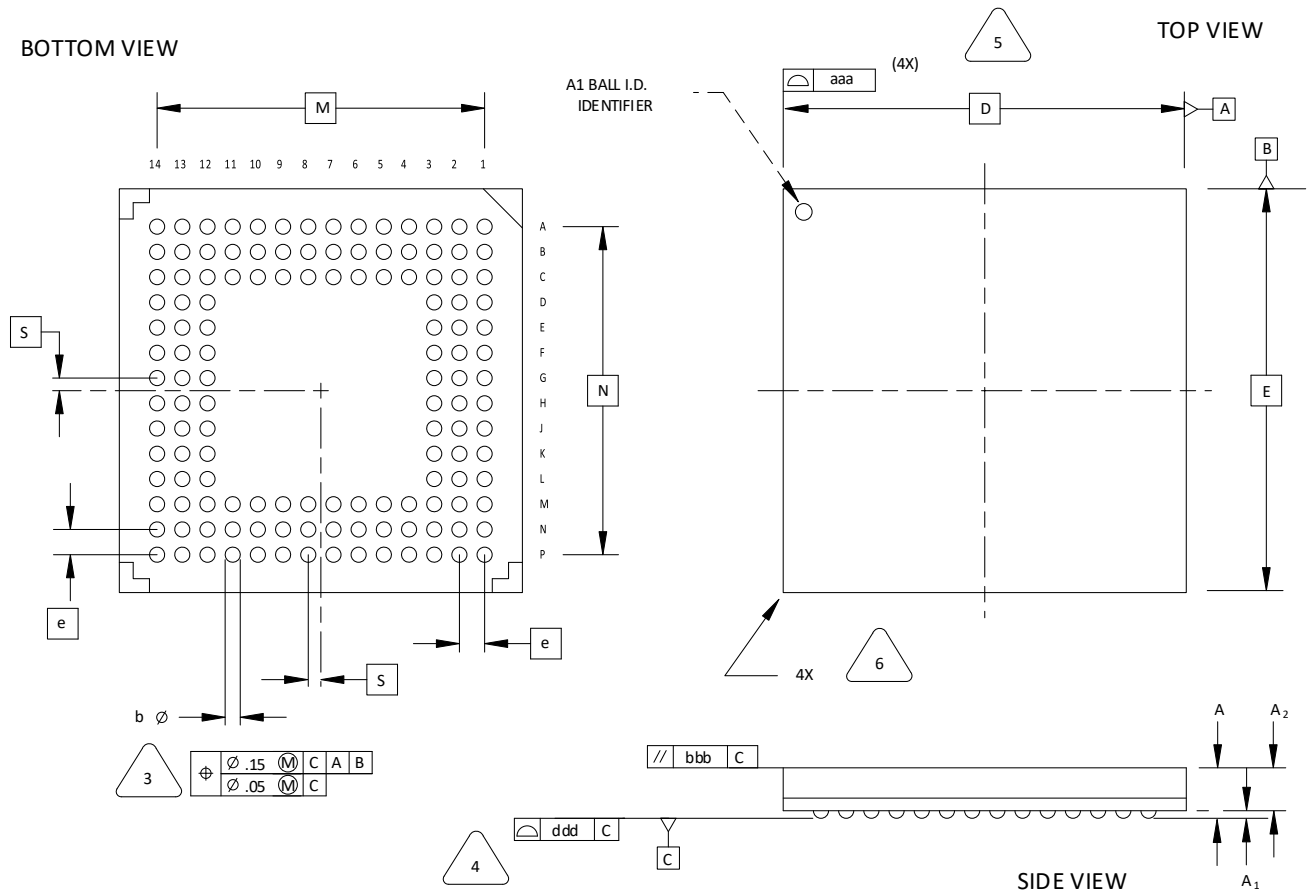 BOTTOM VIEW
TOP VIEW
5
aaa (4X)
A1 BALL I.D.
IDENTIFIER
M
D
A
B
14 13 12 11 10 9 8 7 6 5 4 3 2 1
A
B
C
D
E
F
G
H
J
K
L
M
N
P
S
N
E
e
e
S
4X
6
b Ø
3
⌖ Ø .15 Ⓜ C A B
Ø .05 Ⓜ C
// bbb C
A
A2
ddd C
C
4
A1
SIDE VIEW